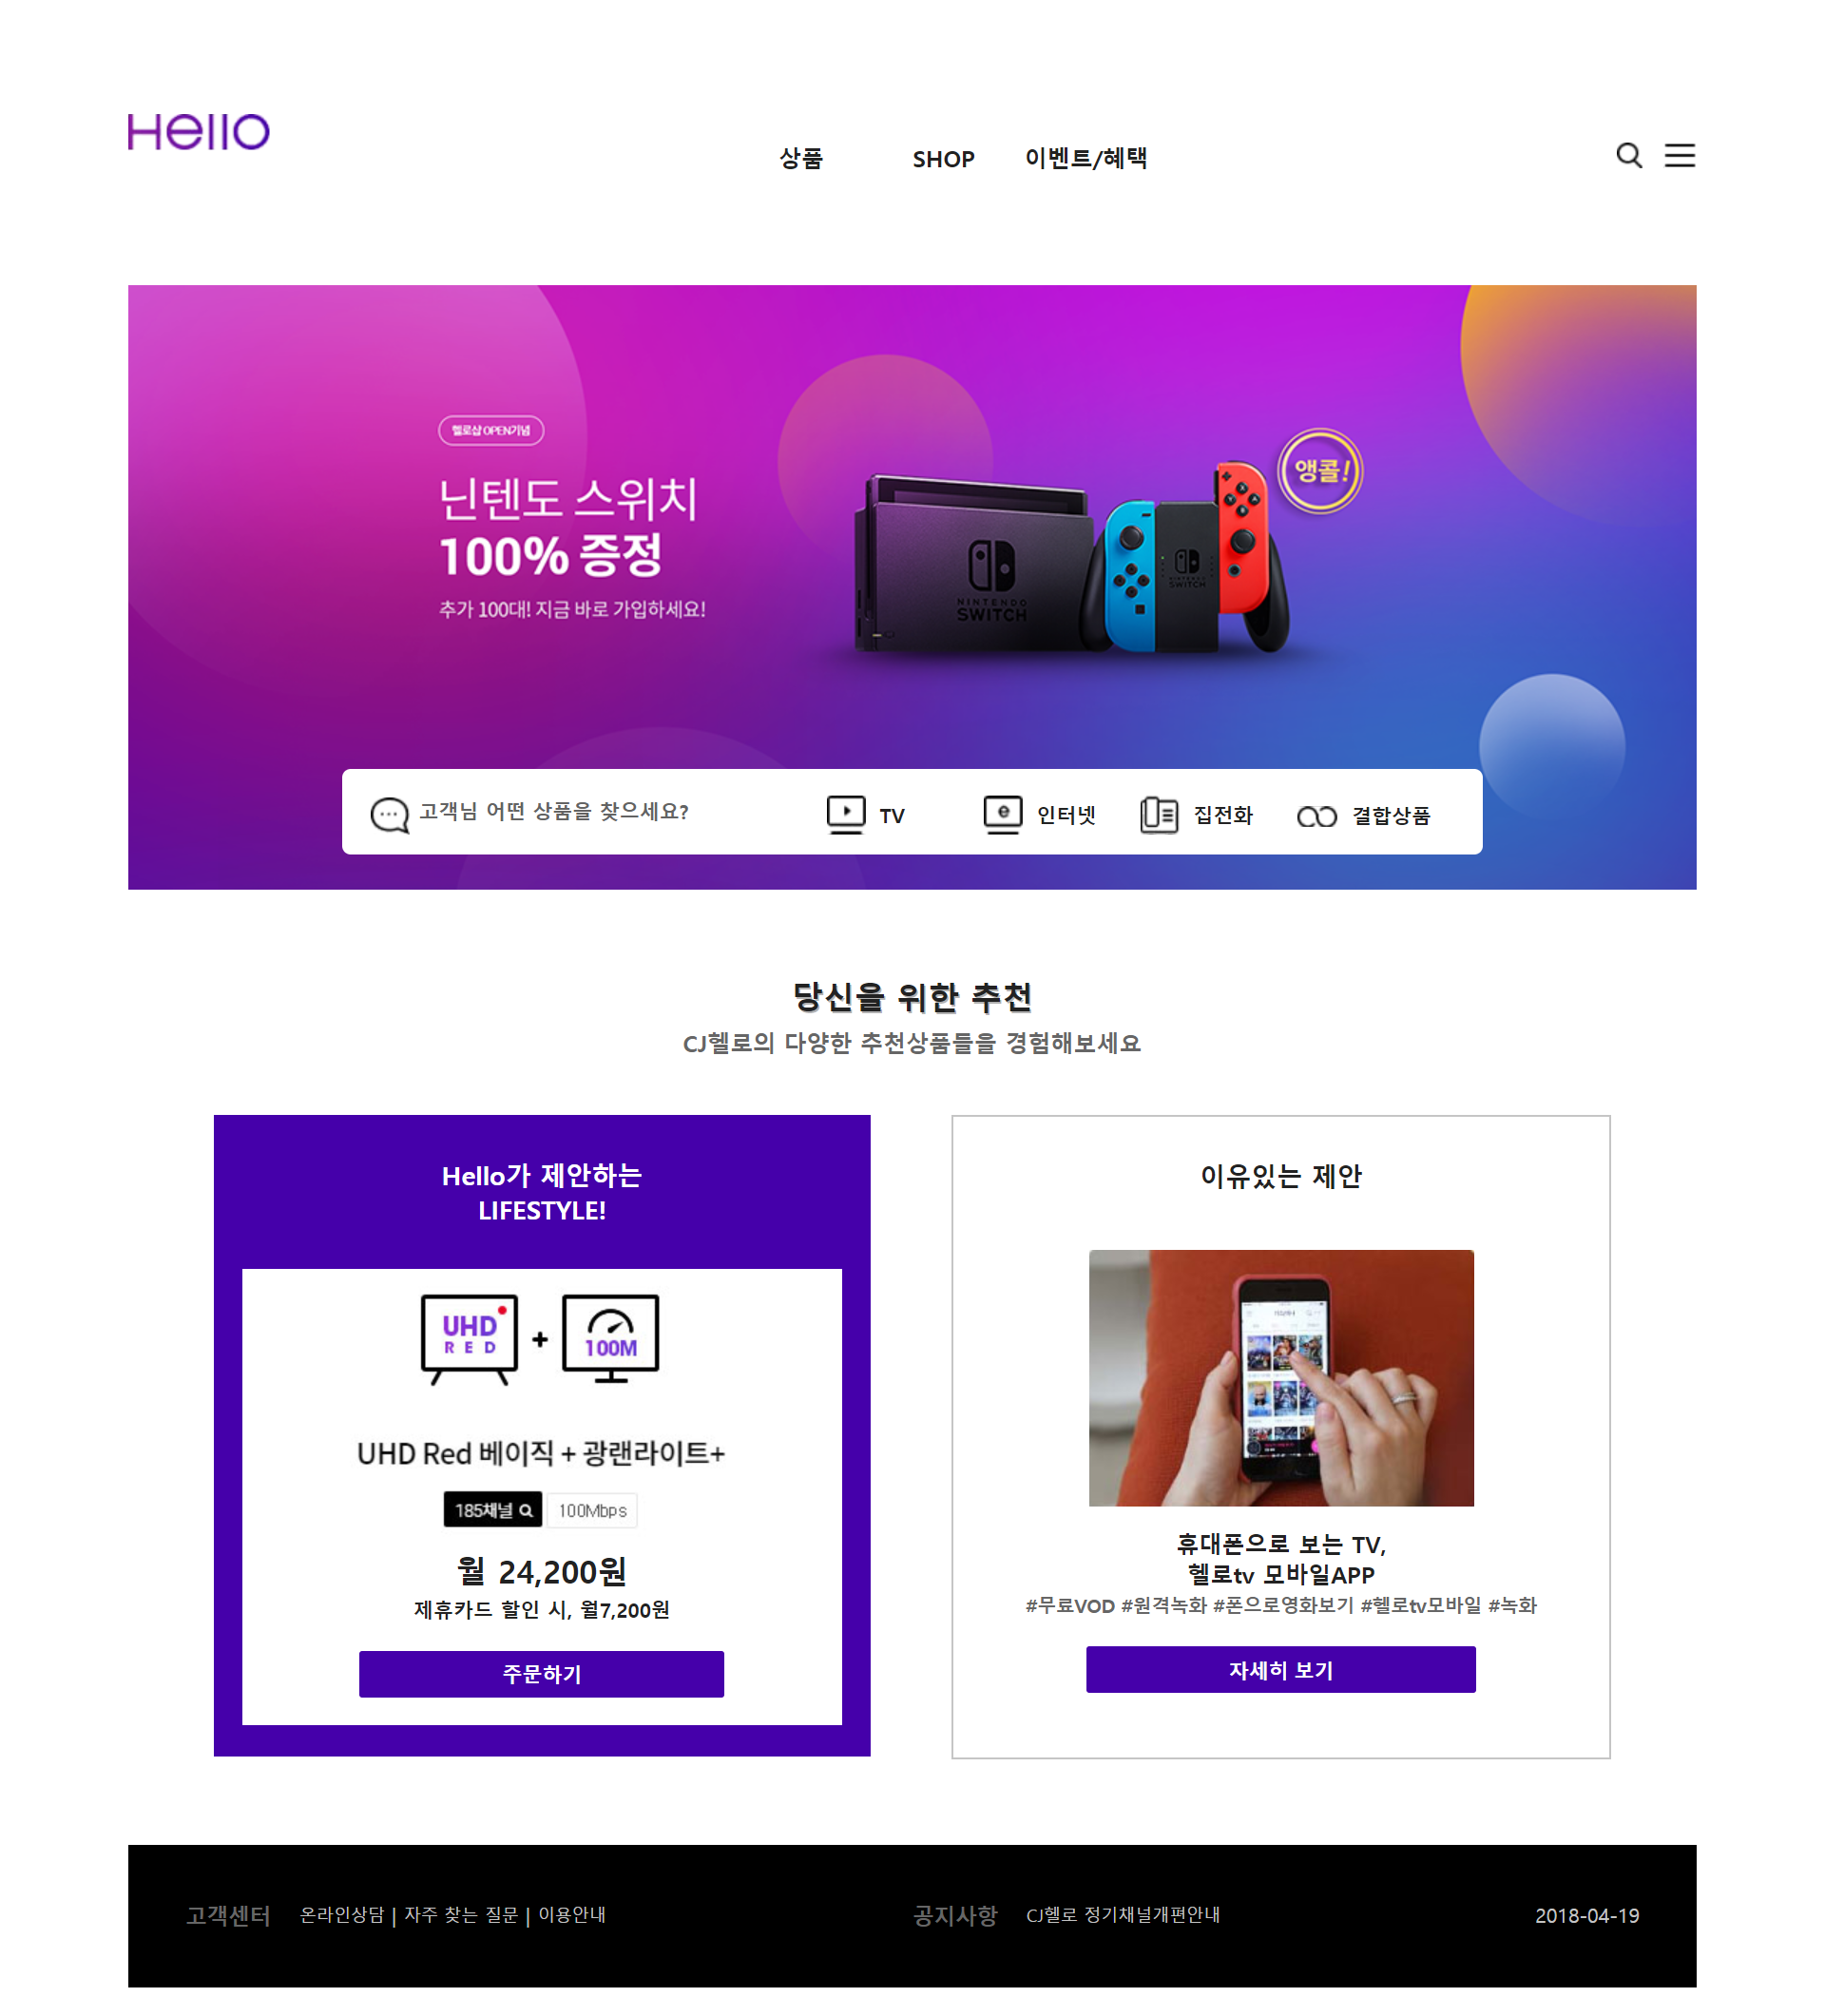 Hello
상품 SHOP 이벤트/혜택
헬로샵 OPEN기념
닌텐도 스위치
100% 증정
추가 100대! 지금 바로 가입하세요!
앵콜!
NINTENDO
SWITCH
NINTENDO
SWITCH
고객님 어떤 상품을 찾으세요? TV 인터넷 집전화 결합상품
당신을 위한 추천
CJ헬로의 다양한 추천상품들을 경험해보세요
Hello가 제안하는
LIFESTYLE!
UHD
RED
+
100M
UHD Red 베이직 + 광랜라이트+
185채널 100Mbps
월 24,200원
제휴카드 할인 시, 월7,200원
주문하기
이유있는 제안
휴대폰으로 보는 TV,
헬로tv 모바일APP
#무료VOD #원격녹화 #폰으로영화보기 #헬로tv모바일 #녹화
자세히 보기
고객센터 온라인상담 | 자주 찾는 질문 | 이용안내 공지사항 CJ헬로 정기채널개편안내 2018-04-19